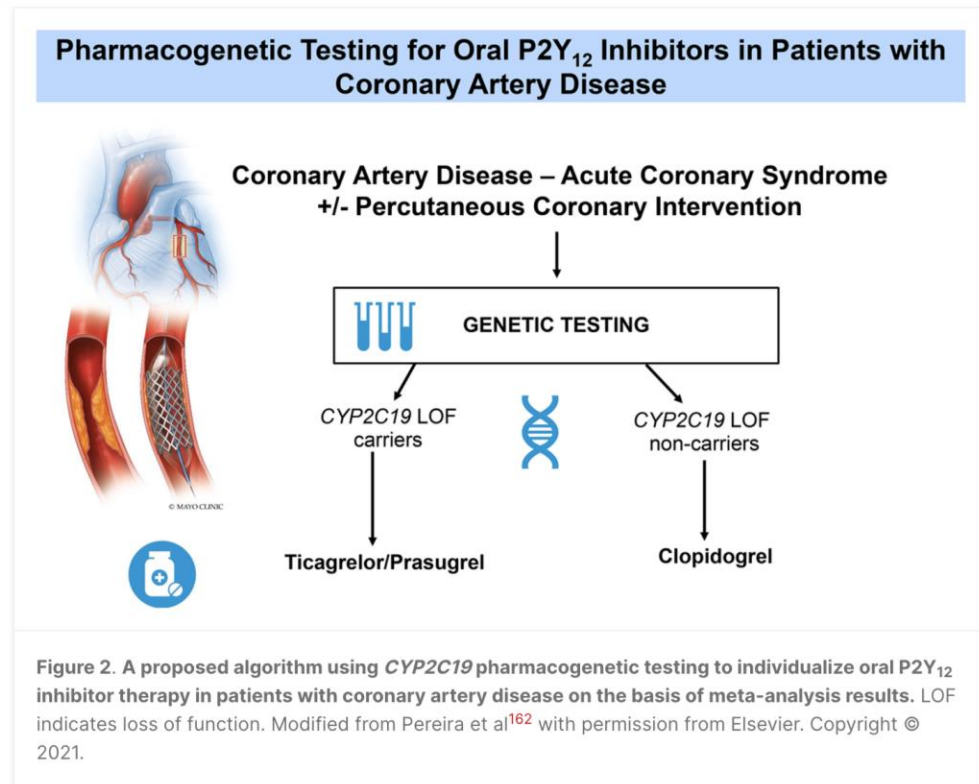 Pharmacogenetic Testing for Oral P2Y₁₂ Inhibitors in Patients with
Coronary Artery Disease
Coronary Artery Disease – Acute Coronary Syndrome
+/- Percutaneous Coronary Intervention
GENETIC TESTING
CYP2C19 LOF
carriers
CYP2C19 LOF
non-carriers
© MAYO CLINIC
Ticagrelor/Prasugrel
Clopidogrel
Figure 2. A proposed algorithm using CYP2C19 pharmacogenetic testing to individualize oral P2Y₁₂
inhibitor therapy in patients with coronary artery disease on the basis of meta-analysis results. LOF
indicates loss of function. Modified from Pereira et al¹⁶² with permission from Elsevier. Copyright ©
2021.